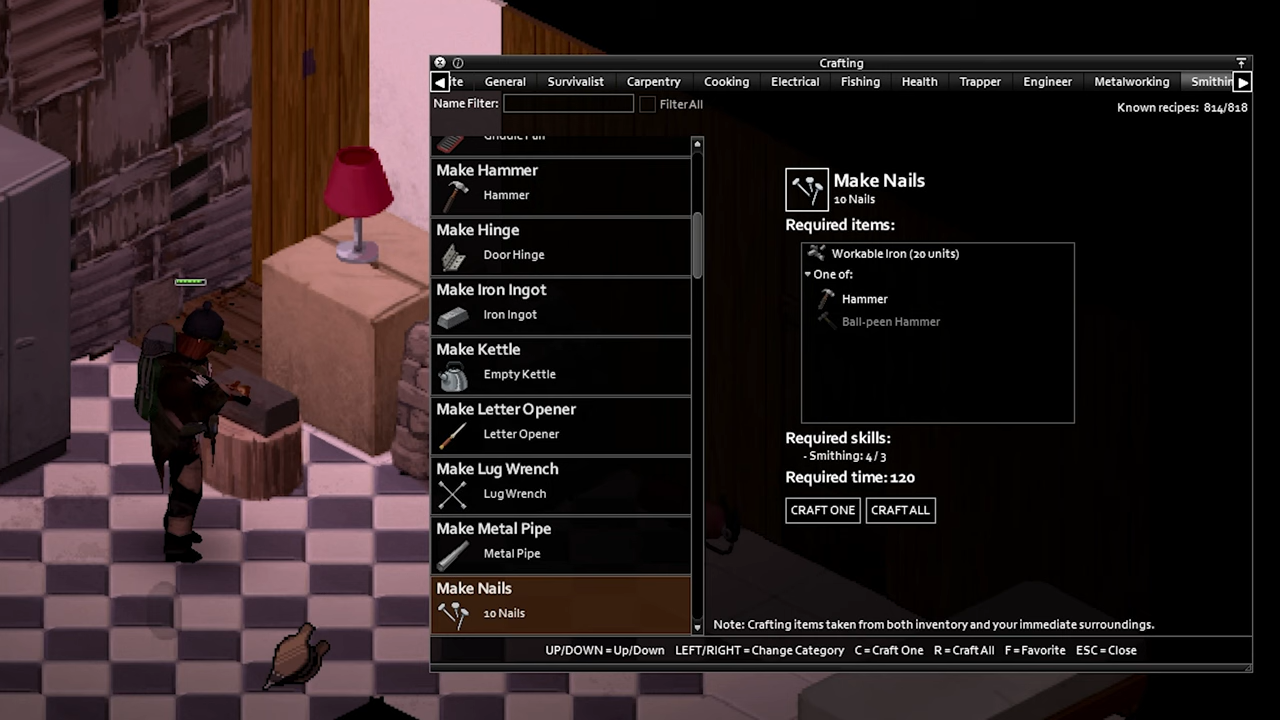 Crafting
General Survivalist Carpentry Cooking Electrical Fishing Health Trapper Engineer Metalworking
Name Filter: Filter All
Known recipes: 814/818
Make Hammer
Hammer
Make Hinge
Door Hinge
Make Iron Ingot
Iron Ingot
Make Kettle
Empty Kettle
Make Letter Opener
Letter Opener
Make Lug Wrench
Lug Wrench
Make Metal Pipe
Metal Pipe
Make Nails
10 Nails
Make Nails
10 Nails
Required items:
Workable Iron (20 units)
One of:
Hammer
Ball-peen Hammer
Required skills:
- Smithing: 4/3
Required time: 120
CRAFT ONE CRAFT ALL
Note: Crafting items taken from both inventory and your immediate surroundings.
UP/DOWN = Up/Down LEFT/RIGHT = Change Category C = Craft One R = Craft All F = Favorite ESC = Close